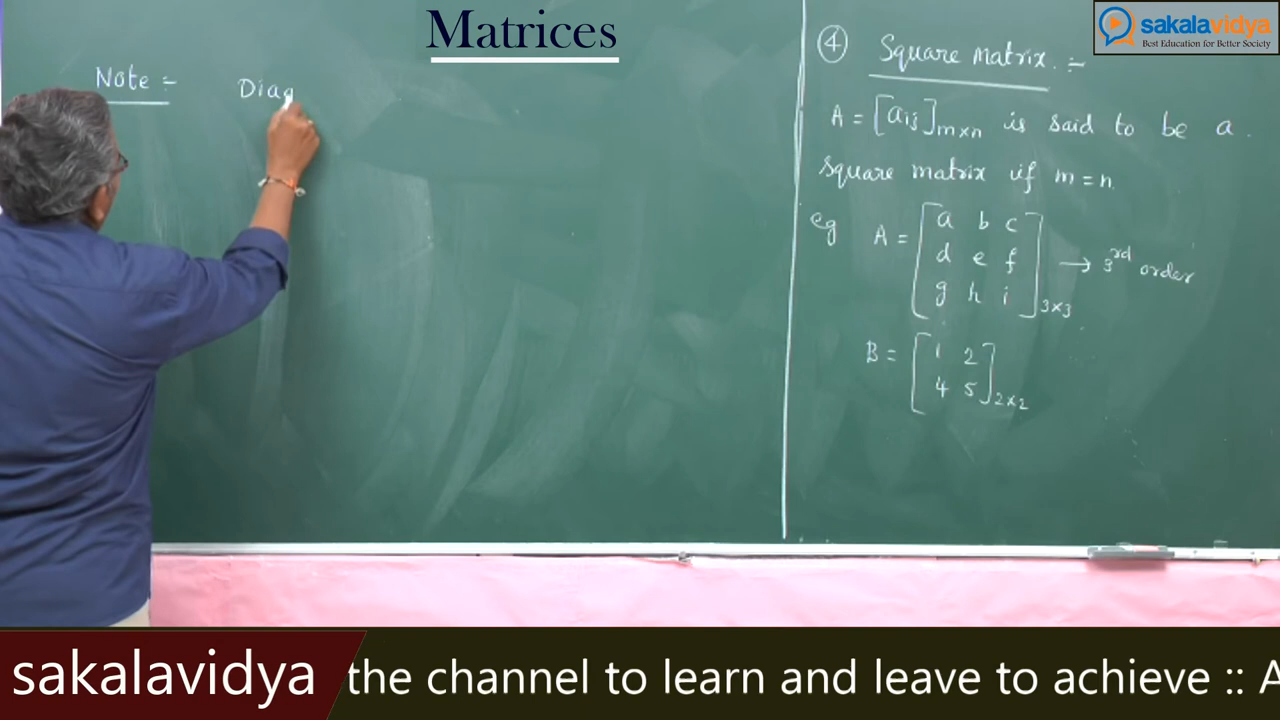 Matrices
sakalavidya
Best Education for Better Society
Note :-
Diag
④ Square matrix :-
A = [aij]m×n is said to be a.
square matrix if m = n.
eg A = [a b c
d e f
g h i]3×3 → 3rd order
B = [1 2
4 5]2×2
sakalavidya the channel to learn and leave to achieve :: A